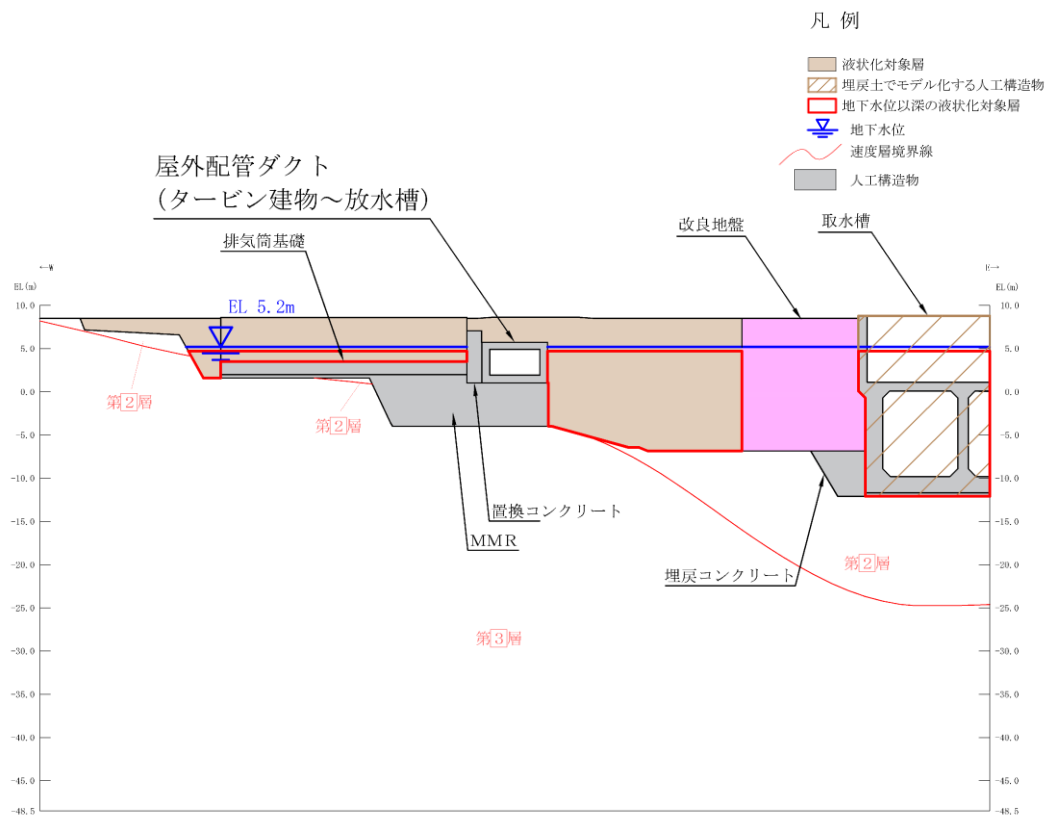 凡 例
液状化対象層
埋戻土でモデル化する人工構造物
地下水位以深の液状化対象層
地下水位
速度層境界線
人工構造物
屋外配管ダクト
(タービン建物～放水槽)
排気筒基礎
改良地盤
取水槽
←W
E→
EL(m)
EL(m)
EL 5.2m
10.0
5.0
0.0
-5.0
-10.0
-15.0
-20.0
-25.0
-30.0
-35.0
-40.0
-45.0
-48.5
10.0
5.0
0.0
-5.0
-10.0
-15.0
-20.0
-25.0
-30.0
-35.0
-40.0
-45.0
-48.5
第2層
第2層
置換コンクリート
MMR
埋戻コンクリート
第2層
第3層